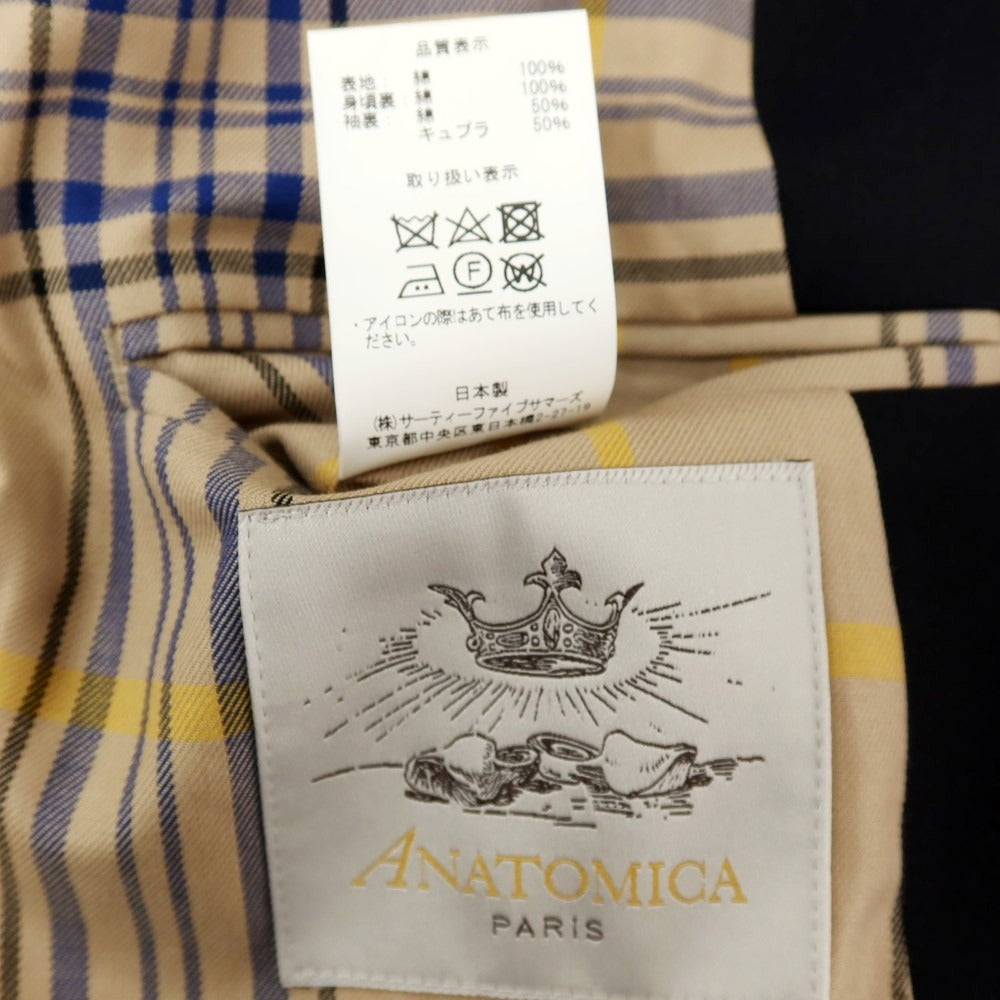 品質表示
表地 : 綿 100%
身頃裏 : 綿 100%
袖裏 : 綿 50%
キュプラ 50%
取り扱い表示
F W
・アイロンの際はあて布を使用してく
ださい。
日本製
(株)サーティーファイブサマーズ
東京都中央区東日本橋2-27-19
ANATOMICA
PARiS